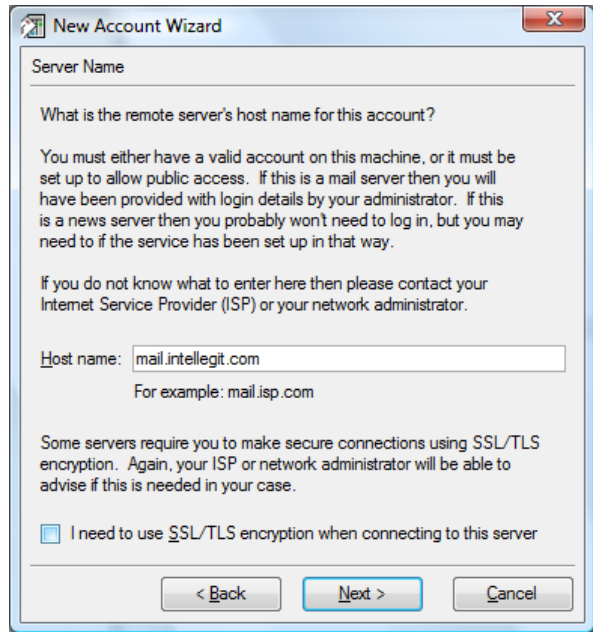 New Account Wizard
Server Name
What is the remote server's host name for this account?
You must either have a valid account on this machine, or it must be
set up to allow public access.  If this is a mail server then you will
have been provided with login details by your administrator.  If this
is a news server then you probably won't need to log in, but you may
need to if the service has been set up in that way.
If you do not know what to enter here then please contact your
Internet Service Provider (ISP) or your network administrator.
Host name: mail.intellegit.com
For example: mail.isp.com
Some servers require you to make secure connections using SSL/TLS
encryption.  Again, your ISP or network administrator will be able to
advise if this is needed in your case.
I need to use SSL/TLS encryption when connecting to this server
< Back Next > Cancel